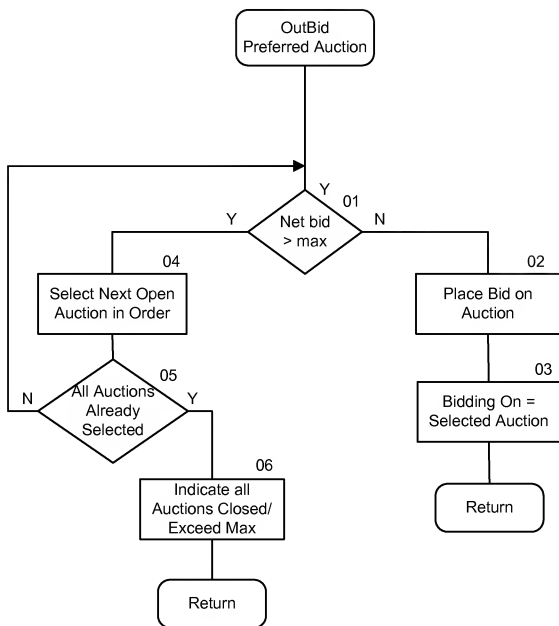 OutBid
Preferred Auction
Y
01
Y
Net bid
> max
N
04
Select Next Open
Auction in Order
02
Place Bid on
Auction
05
N
All Auctions
Already
Selected
Y
03
Bidding On =
Selected Auction
06
Indicate all
Auctions Closed/
Exceed Max
Return
Return